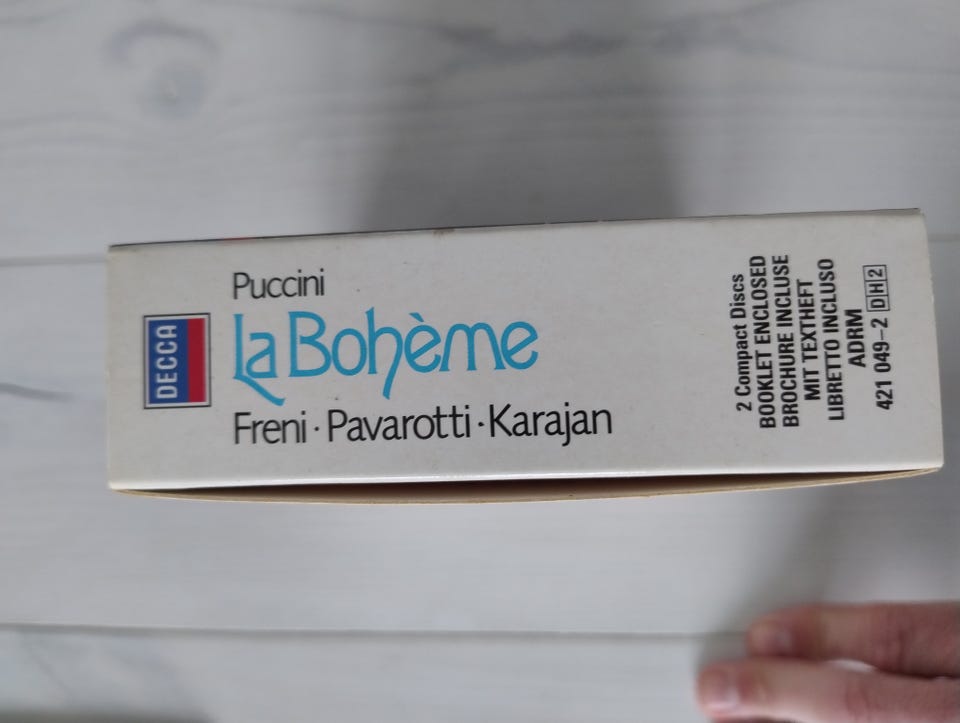 DECCA
Puccini
La Bohème
Freni · Pavarotti · Karajan
2 Compact Discs
BOOKLET ENCLOSED
BROCHURE INCLUSE
MIT TEXTHEFT
LIBRETTO INCLUSO
ADRM
421 049-2 DH2